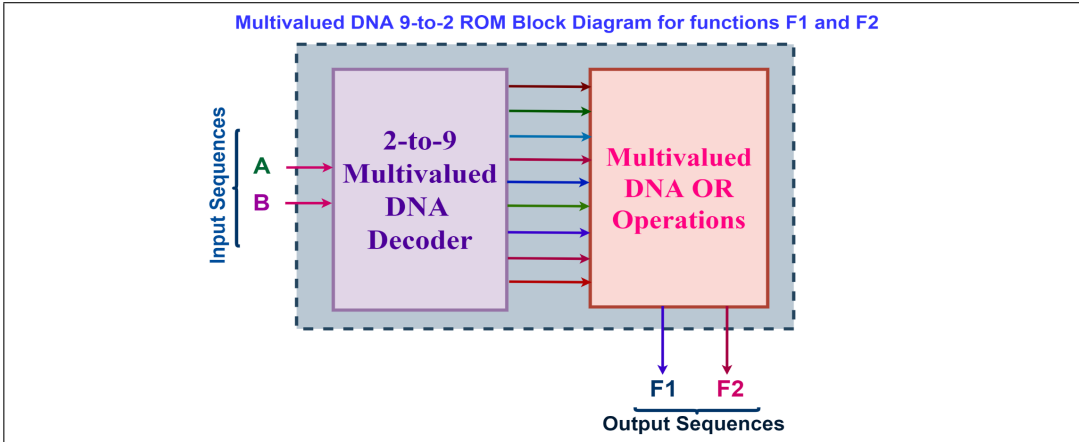 Multivalued DNA 9-to-2 ROM Block Diagram for functions F1 and F2
Input Sequences
A
B
2-to-9
Multivalued
DNA
Decoder
Multivalued
DNA OR
Operations
F1
F2
Output Sequences